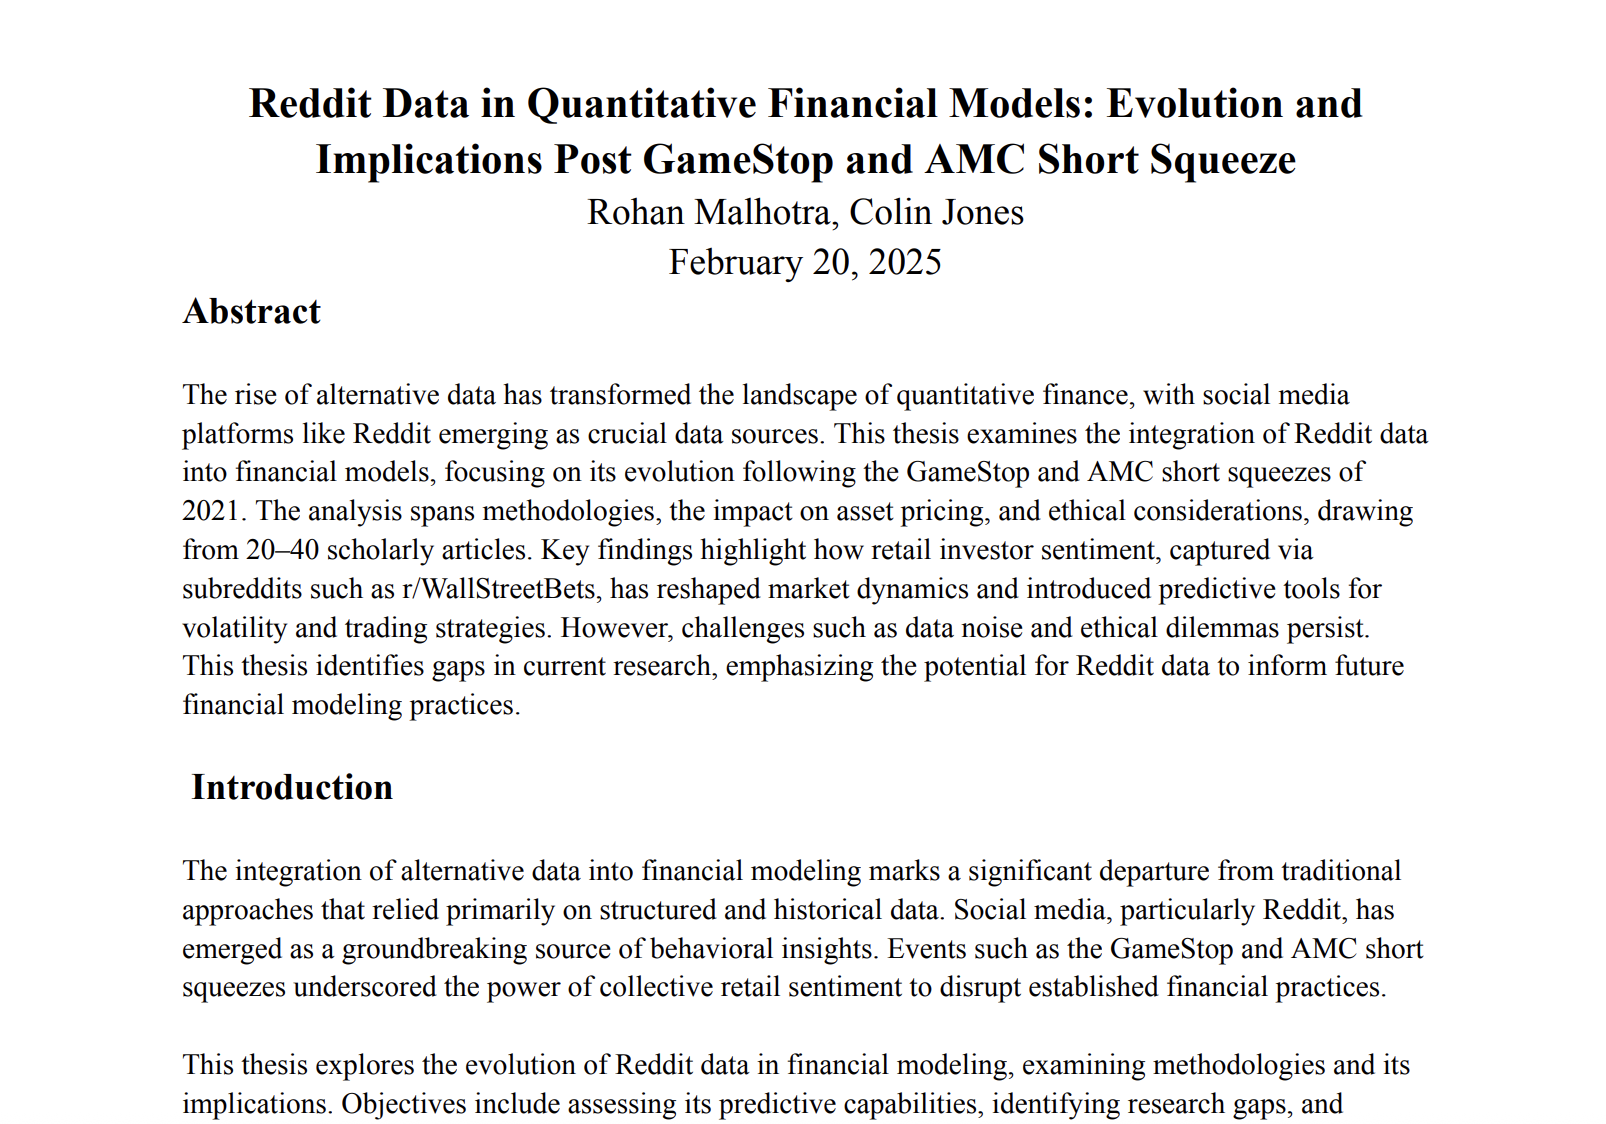 Reddit Data in Quantitative Financial Models: Evolution and
Implications Post GameStop and AMC Short Squeeze
Rohan Malhotra, Colin Jones
February 20, 2025
Abstract
The rise of alternative data has transformed the landscape of quantitative finance, with social media
platforms like Reddit emerging as crucial data sources. This thesis examines the integration of Reddit data
into financial models, focusing on its evolution following the GameStop and AMC short squeezes of
2021. The analysis spans methodologies, the impact on asset pricing, and ethical considerations, drawing
from 20–40 scholarly articles. Key findings highlight how retail investor sentiment, captured via
subreddits such as r/WallStreetBets, has reshaped market dynamics and introduced predictive tools for
volatility and trading strategies. However, challenges such as data noise and ethical dilemmas persist.
This thesis identifies gaps in current research, emphasizing the potential for Reddit data to inform future
financial modeling practices.
Introduction
The integration of alternative data into financial modeling marks a significant departure from traditional
approaches that relied primarily on structured and historical data. Social media, particularly Reddit, has
emerged as a groundbreaking source of behavioral insights. Events such as the GameStop and AMC short
squeezes underscored the power of collective retail sentiment to disrupt established financial practices.
This thesis explores the evolution of Reddit data in financial modeling, examining methodologies and its
implications. Objectives include assessing its predictive capabilities, identifying research gaps, and